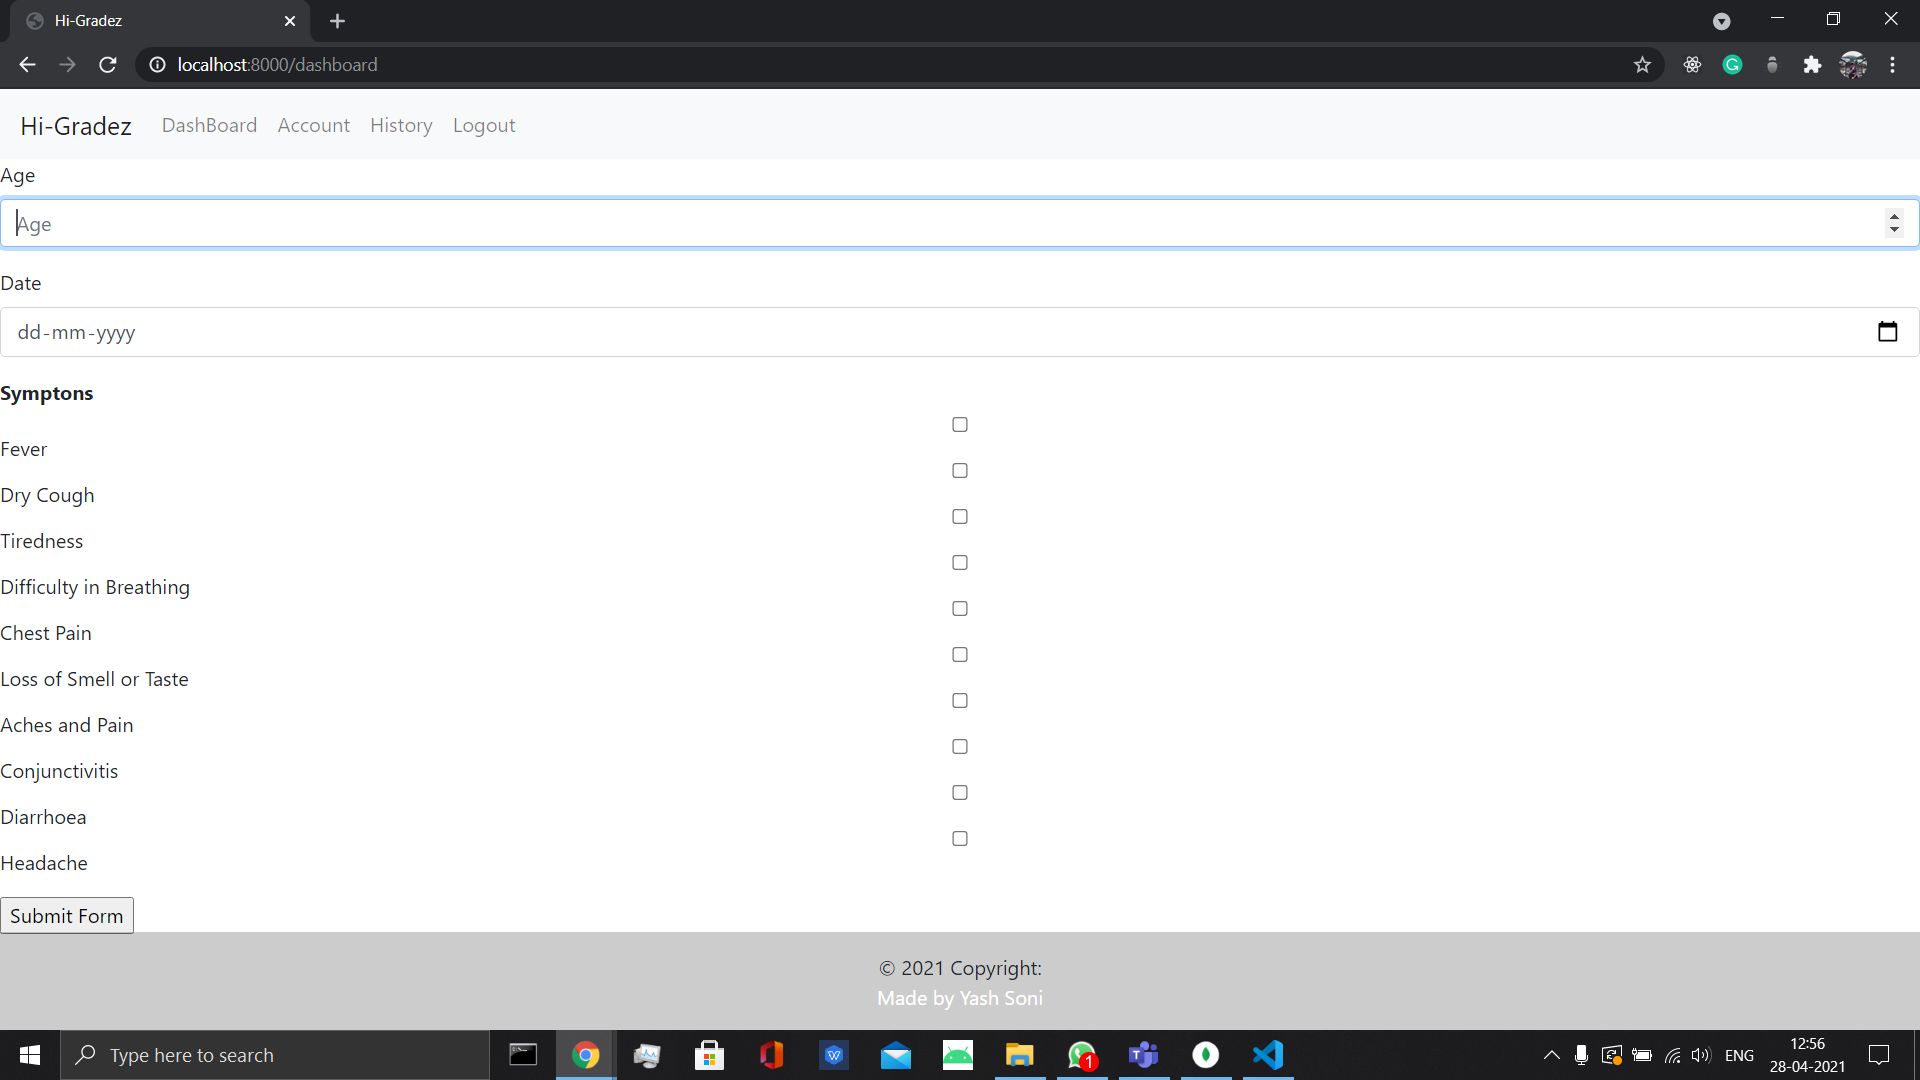 Hi-Gradez
localhost:8000/dashboard
Hi-Gradez DashBoard Account History Logout
Age
Age
Date
dd-mm-yyyy
Symptons
Fever
Dry Cough
Tiredness
Difficulty in Breathing
Chest Pain
Loss of Smell or Taste
Aches and Pain
Conjunctivitis
Diarrhoea
Headache
Submit Form
© 2021 Copyright:
Made by Yash Soni
Type here to search
1
ENG
12:56
28-04-2021